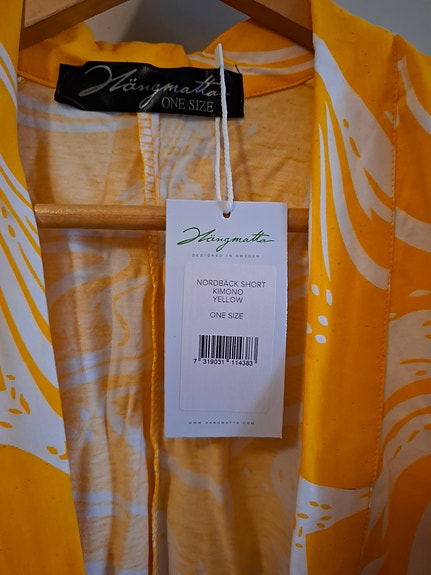 Hängmatta
ONE SIZE
Hängmatta
DESIGNED IN SWEDEN
NORDBÄCK SHORT
KIMONO
YELLOW
ONE SIZE
7 319031 114383
WWW.HANGMATTA.COM